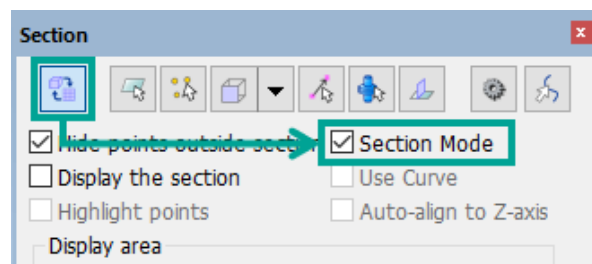 Section
x
Hide points outside section
Section Mode
Display the section
Use Curve
Highlight points
Auto-align to Z-axis
Display area